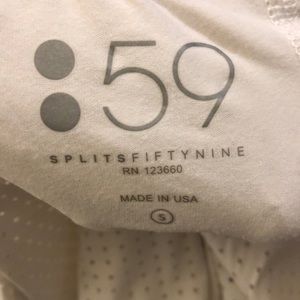 :59
SPLITSFIFTYNINE
RN 123660
MADE IN USA
S